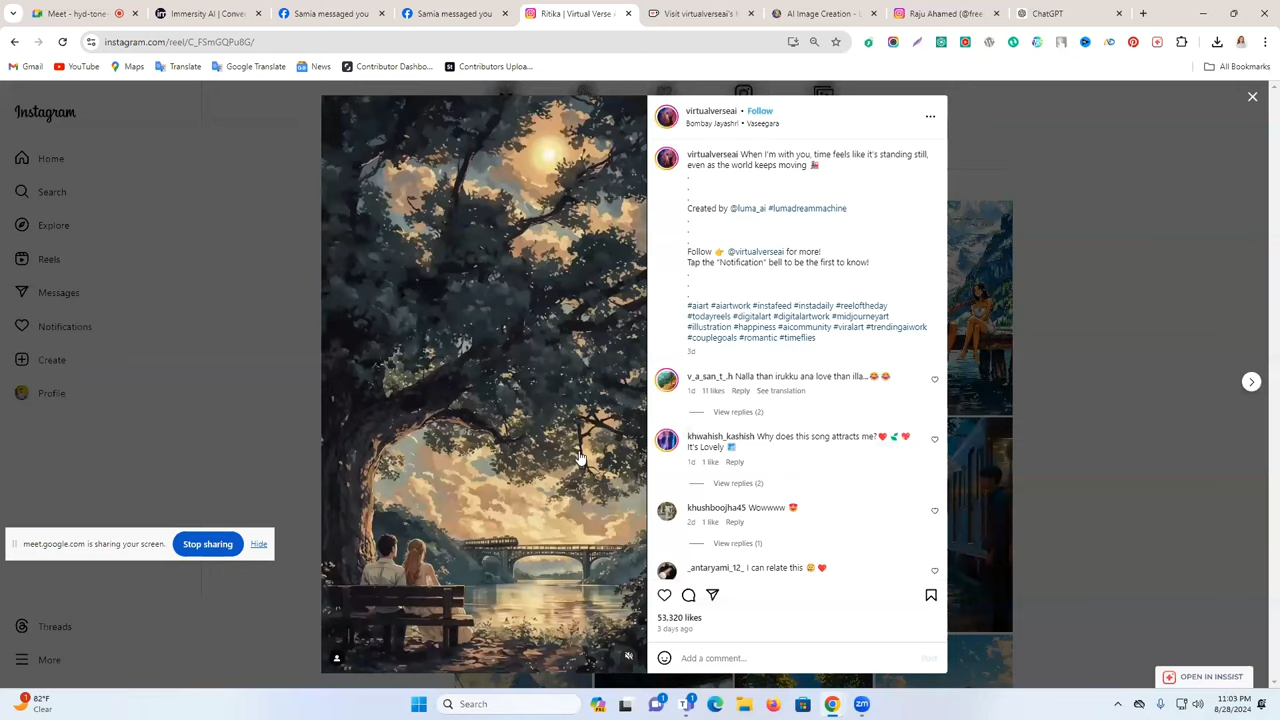 Meet - hyd-tone-
AI Meeting Assistant | F
Samia messaged you
Samia messaged you
Ritika | Virtual Verse
Visit Virtualverse's
AI Image Creation
Raju Ahamed (@free
ChatGPT
instagram.com/reel/C_FSmGQPu8G/
Gmail
YouTube
Maps
Translate
Google Translate
News
Contributor Dashbo...
Contributors Uploa...
All Bookmarks
Instagram
Home
Search
Explore
Reels
Messages
Notifications
Create
Profile
meet.google.com is sharing your screen.
Stop sharing
Hide
Threads
More
virtualverseai • Follow
Bombay Jayashri • Vaseegara
virtualverseai When I'm with you, time feels like it's standing still,
even as the world keeps moving
.
.
.
Created by @luma_ai #lumadreammachine
.
.
.
Follow 👉 @virtualverseai for more!
Tap the "Notification" bell to be the first to know!
.
.
.
#aiart #aiartwork #instafeed #instadaily #reeloftheday
#todayreels #digitalart #digitalartwork #midjourneyart
#illustration #happiness #aicommunity #viralart #trendingaiwork
#couplegoals #romantic #timeflies
3d
v_a_san_t_.h Nalla than irukku ana love than illa...😂😂
1d 11 likes Reply See translation
View replies (2)
khwahish_kashish Why does this song attracts me?
It's Lovely
1d 1 like Reply
View replies (2)
khushboojha45 Wowwww 😍
2d 1 like Reply
View replies (1)
_antaryami_12_ I can relate this 😅❤️
53,320 likes
3 days ago
Add a comment...
Post
OPEN IN INSSIST
1
82°F
Clear
Search
11:03 PM
8/28/2024